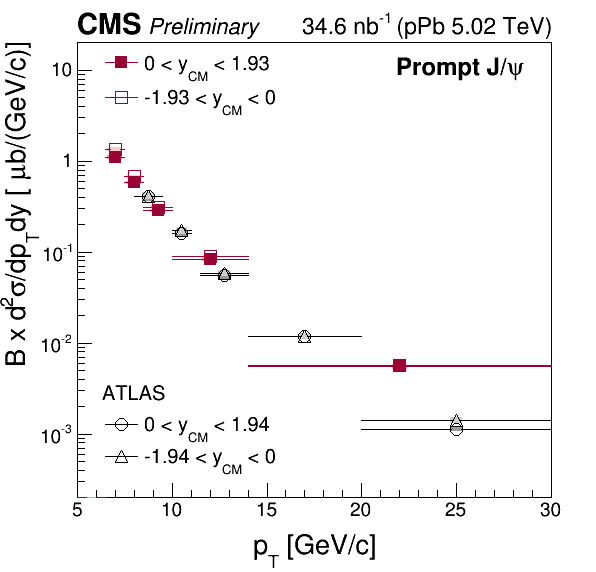 CMS Preliminary 34.6 nb⁻¹ (pPb 5.02 TeV)
0 < y_CM < 1.93
-1.93 < y_CM < 0
Prompt J/ψ
B x d²σ/dp_Tdy [ μb/(GeV/c)]
10
1
10⁻¹
10⁻²
10⁻³
ATLAS
0 < y_CM < 1.94
-1.94 < y_CM < 0
5 10 15 20 25 30
p_T [GeV/c]